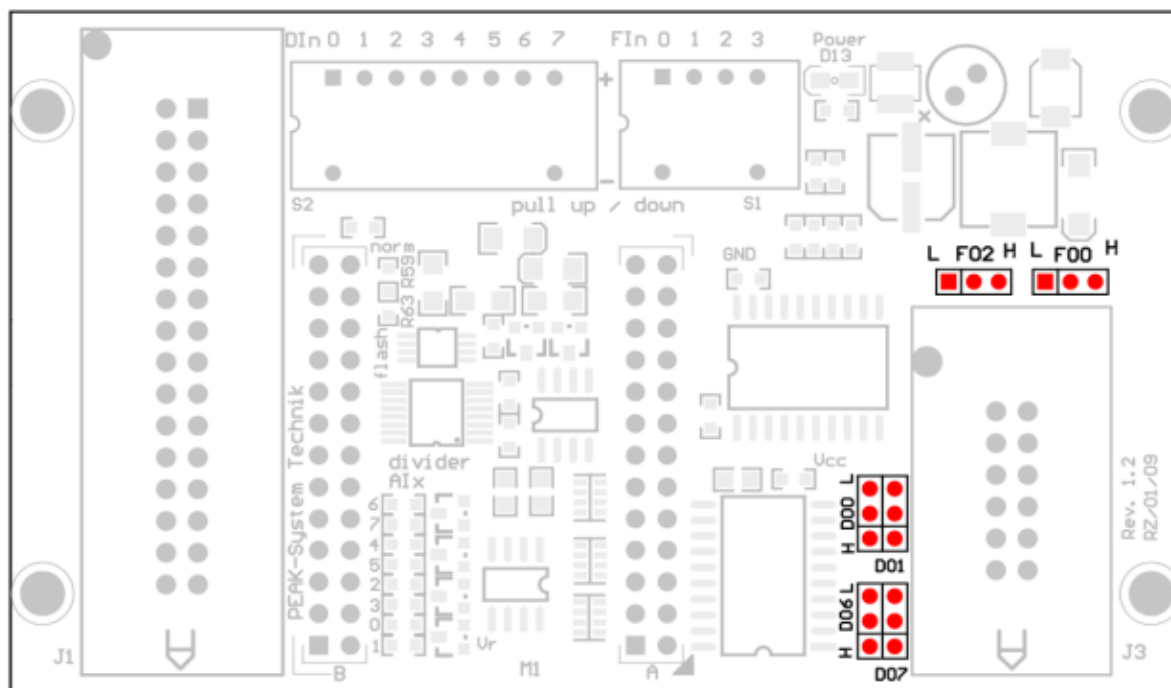 DIn 0 1 2 3 4 5 6 7
FIn 0 1 2 3
Power
D13
+
x
-
S2
pull up / down
S1
norm
R59
R63
flash
GND
L FO2 H
L FO0 H
PEAK-System Technik
divider
AIx
6
7
4
5
2
3
0
1
Vr
Vcc
L
DO0
H
DO1
L
DO6
H
DO7
Rev. 1.2
RZ/01/09
J1
B
M1
A
J3